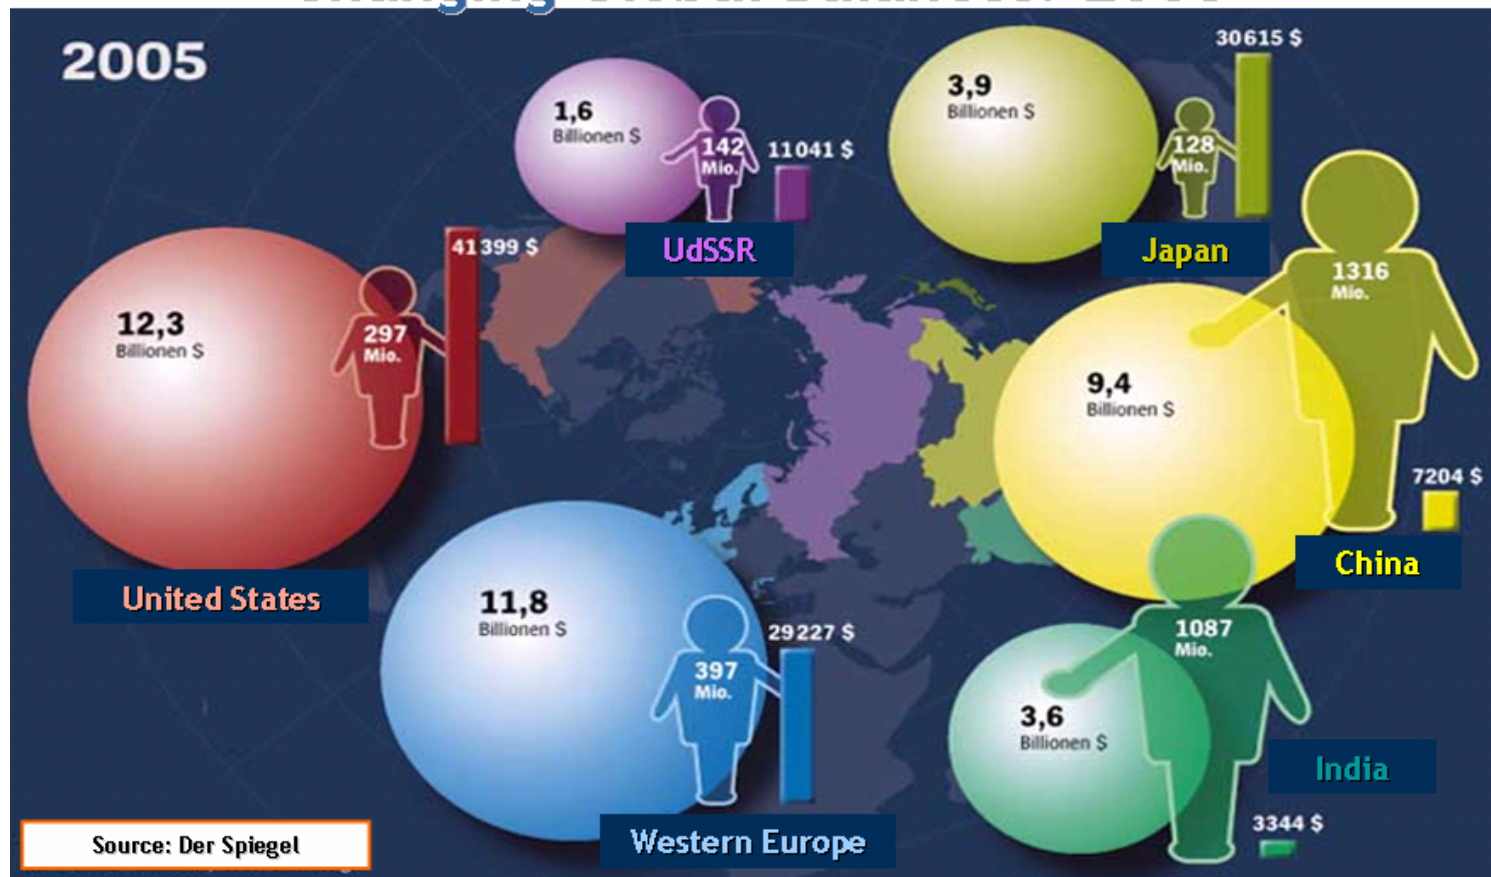 2005
1,6
Billionen $
142
Mio.
11041 $
UdSSR
3,9
Billionen $
128
Mio.
30615 $
Japan
12,3
Billionen $
297
Mio.
41399 $
United States
9,4
Billionen $
1316
Mio.
7204 $
China
11,8
Billionen $
397
Mio.
29227 $
Western Europe
3,6
Billionen $
1087
Mio.
3344 $
India
Source: Der Spiegel